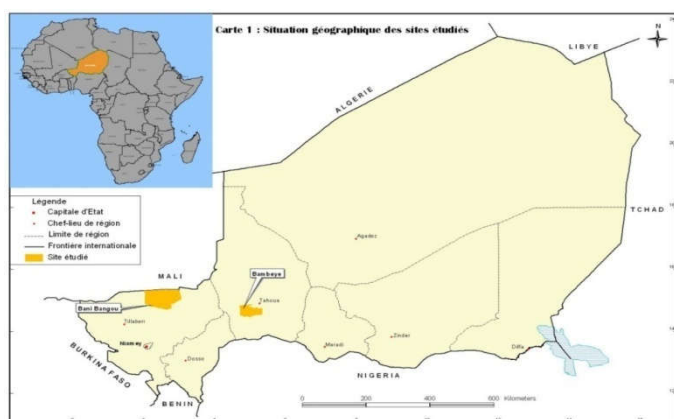 Carte 1 : Situation géographique des sites étudiés
N
LIBYE
ALGERIE
TCHAD
Légende
Capitale d'Etat
Chef-lieu de région
Limite de région
Frontière internationale
Site étudié
Agadez
MALI
Bambeye
Tahoua
Bani Bangou
Tillabéri
Niamey
Dosso
Maradi
Zinder
Diffa
BURKINA FASO
BENIN
NIGERIA
0 200 400 600 Kilometers